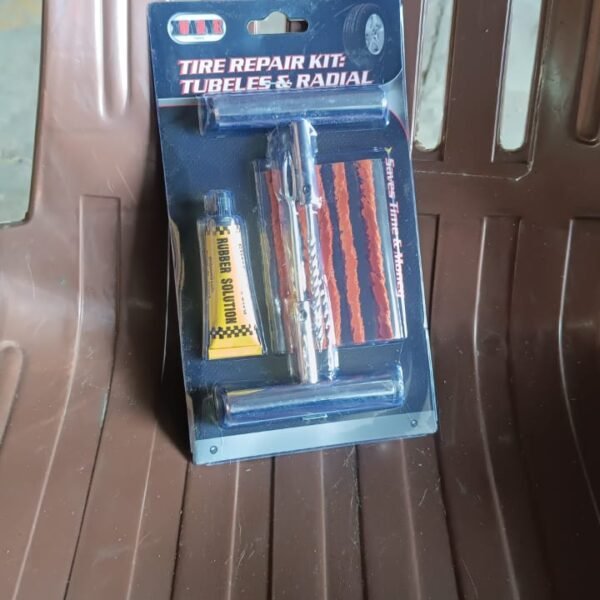 TIRE REPAIR KIT:
TUBELES & RADIAL
Saves Time & Money
RUBBER SOLUTION